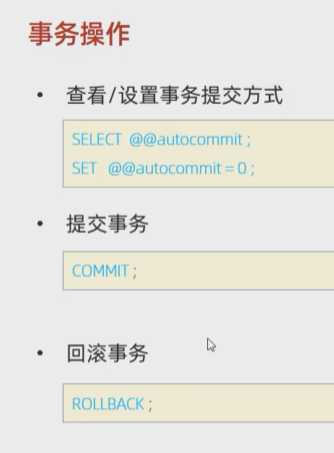 事务操作
• 查看/设置事务提交方式
SELECT @@autocommit ;
SET @@autocommit = 0 ;
• 提交事务
COMMIT ;
• 回滚事务
ROLLBACK ;